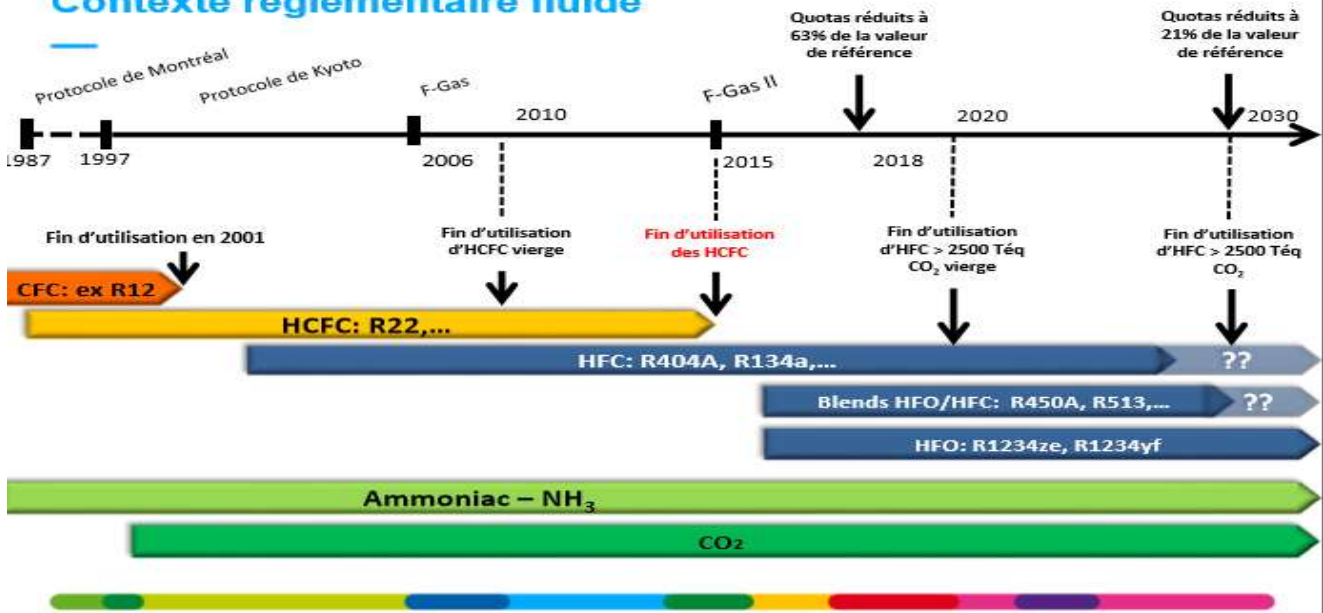 Contexte réglementaire fluide
Quotas réduits à
63% de la valeur
de référence
Quotas réduits à
21% de la valeur
de référence
Protocole de Montréal
Protocole de Kyoto
F-Gas
F-Gas II
2010
2020
2030
1987
1997
2006
2015
2018
Fin d'utilisation en 2001
Fin d'utilisation
d'HCFC vierge
Fin d'utilisation
des HCFC
Fin d'utilisation
d'HFC > 2500 Téq
CO₂ vierge
Fin d'utilisation
d'HFC > 2500 Téq
CO₂
CFC: ex R12
HCFC: R22,...
HFC: R404A, R134a,...
??
Blends HFO/HFC: R450A, R513,...
??
HFO: R1234ze, R1234yf
Ammoniac – NH₃
CO₂